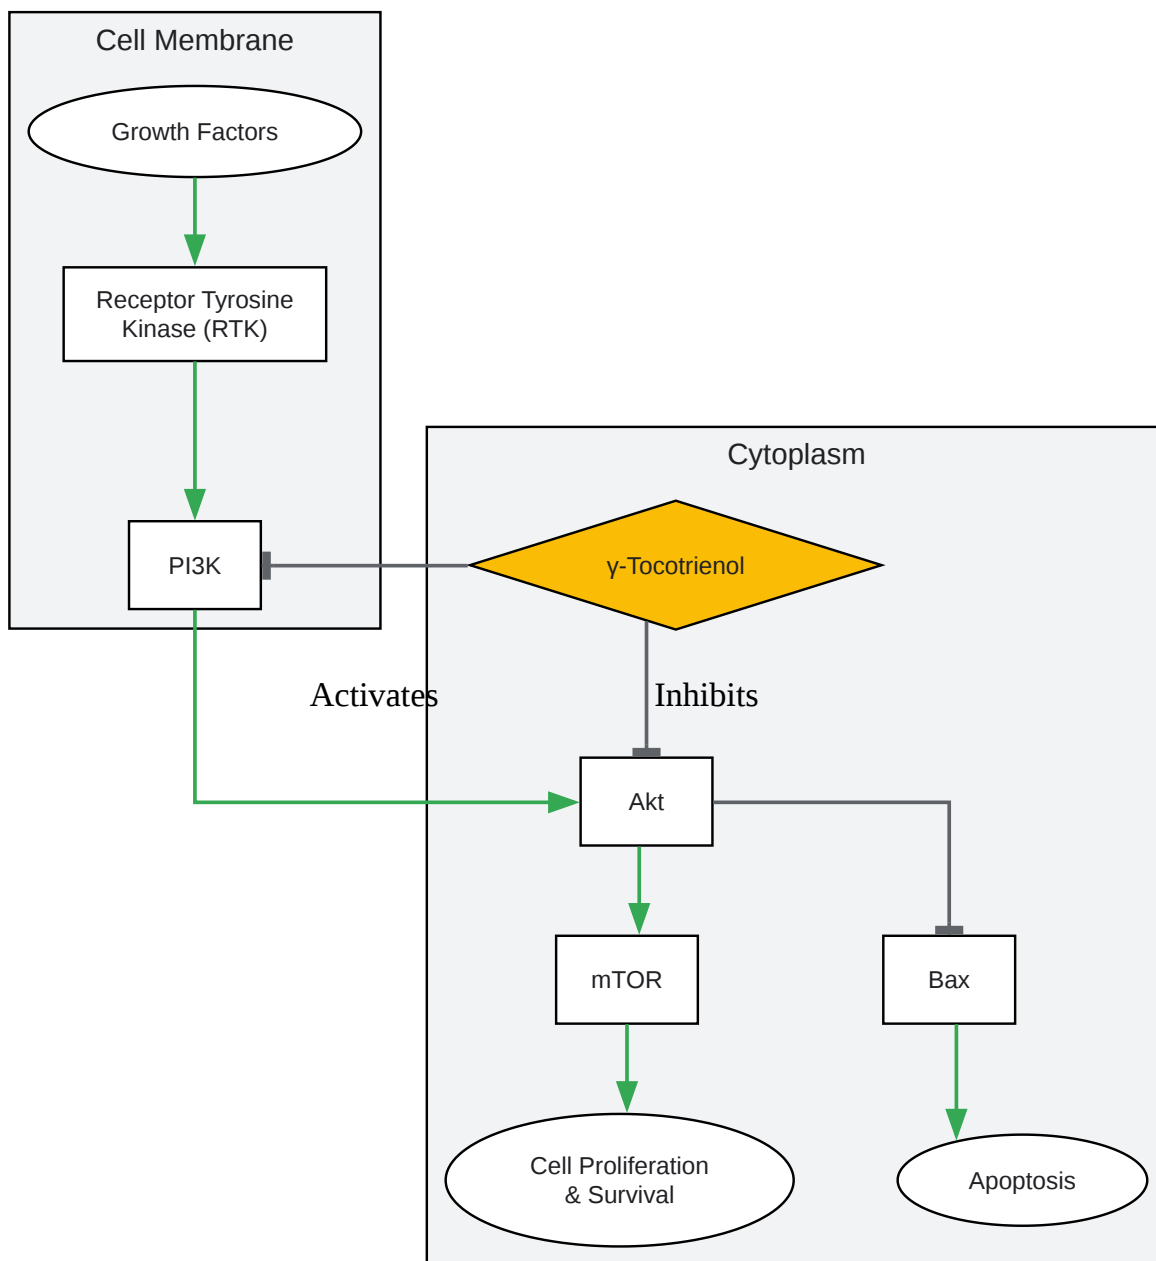 Cell Membrane
Growth Factors
Receptor Tyrosine
Kinase (RTK)
Cytoplasm
PI3K
γ-Tocotrienol
Activates
Inhibits
Akt
mTOR
Bax
Cell Proliferation
& Survival
Apoptosis